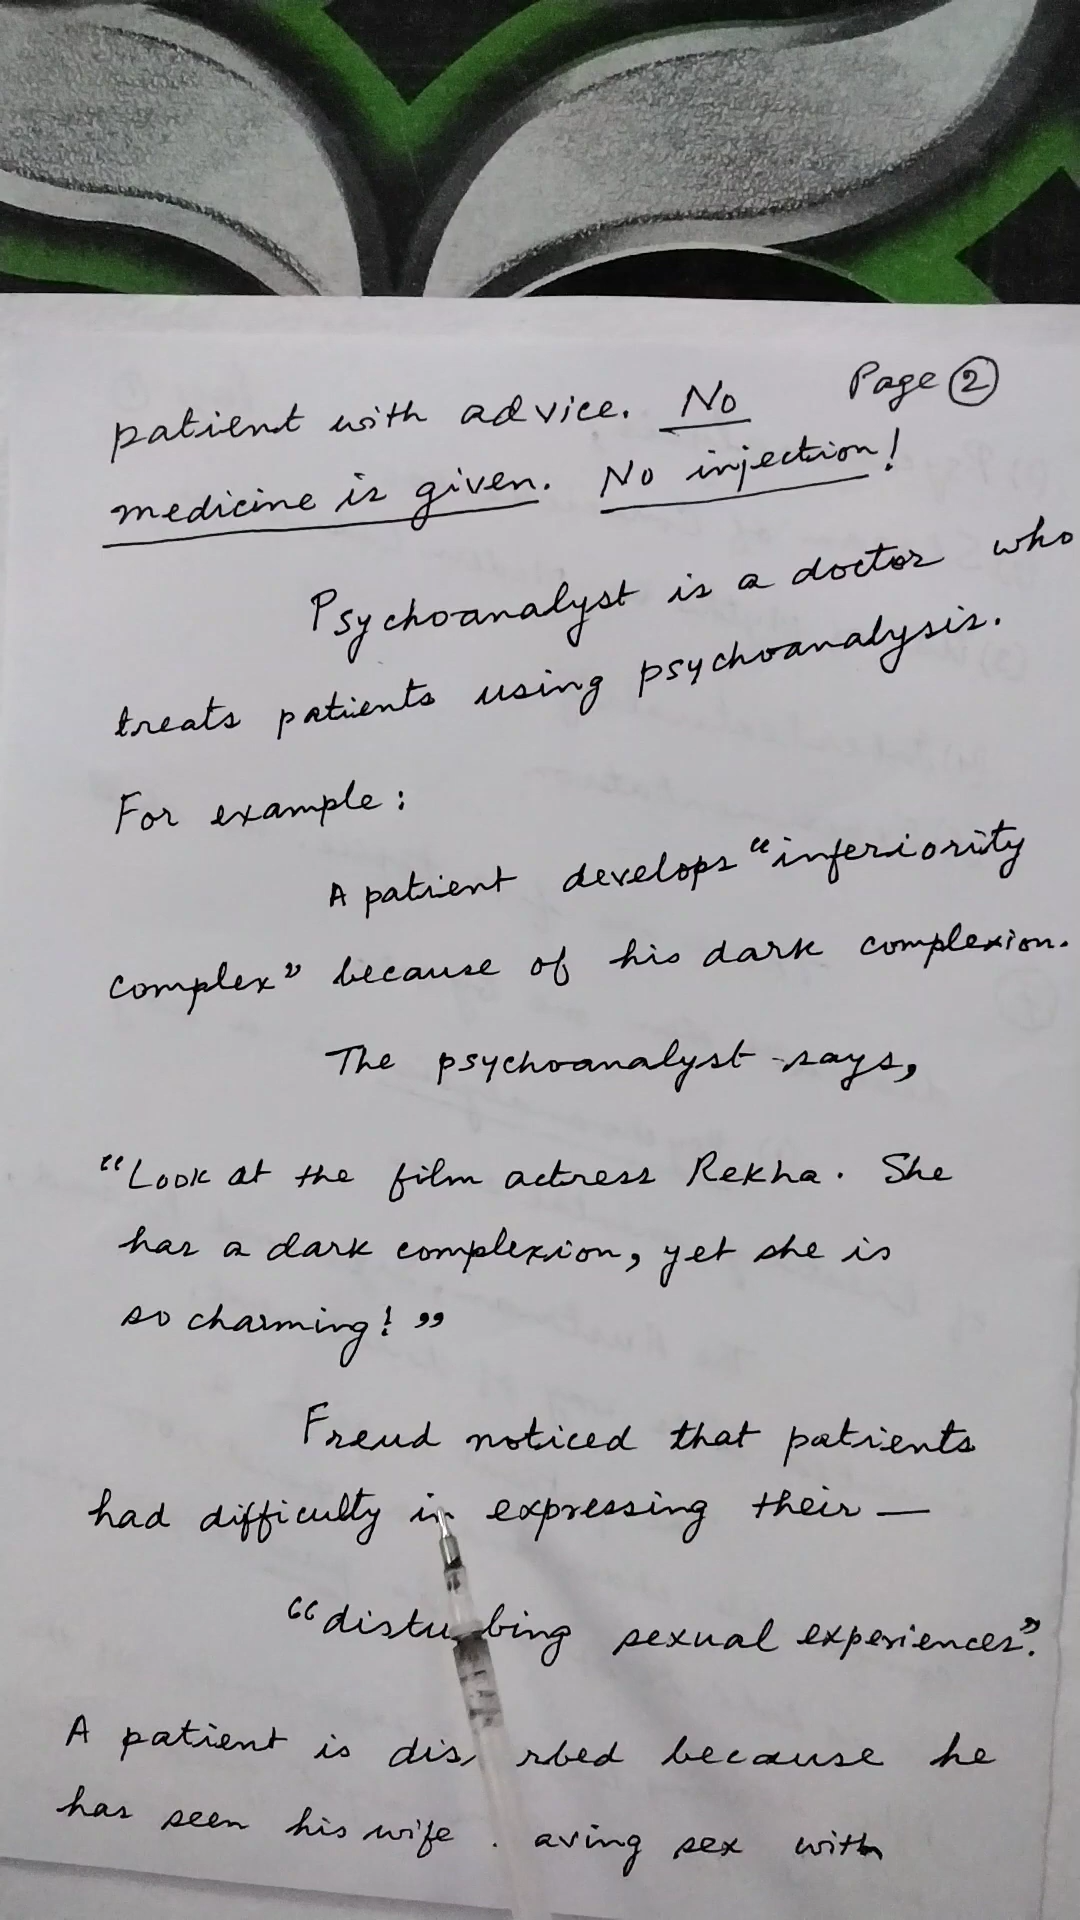 Page 2
patient with advice. No
medicine is given. No injection!
Psychoanalyst is a doctor who
treats patients using psychoanalysis.
For example:
A patient develops "inferiority
complex" because of his dark complexion.
The psychoanalyst says,
"Look at the film actress Rekha. She
has a dark complexion, yet she is
so charming!"
Freud noticed that patients
had difficulty in expressing their —
"distu bing sexual experiences".
A patient is dis rbed because he
has seen his wife aving sex with